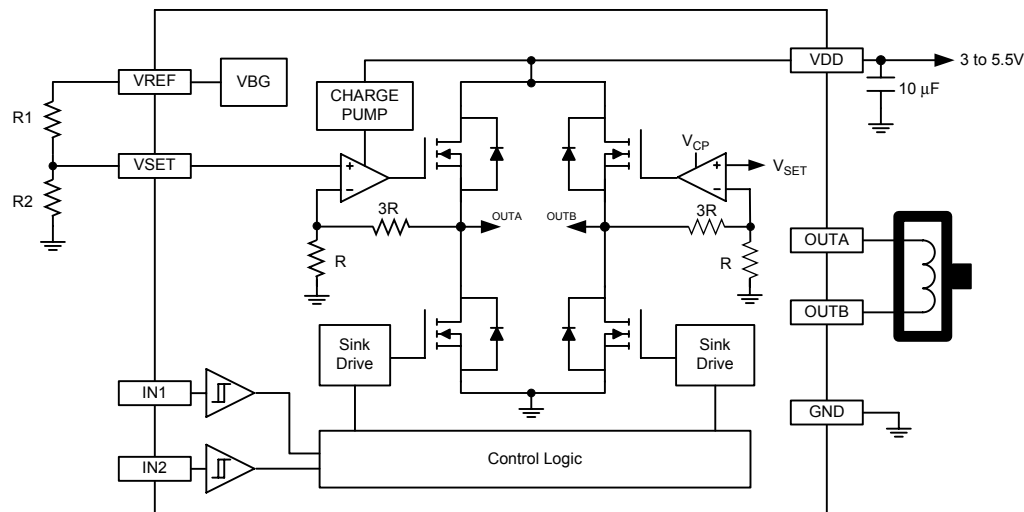 VDD
3 to 5.5V
VREF
VBG
10 μF
CHARGE
PUMP
R1
VCP
VSET
+
+
VSET
R2
−
−
3R
OUTA
OUTB
3R
R
R
OUTA
OUTB
Sink
Drive
Sink
Drive
IN1
GND
Control Logic
IN2